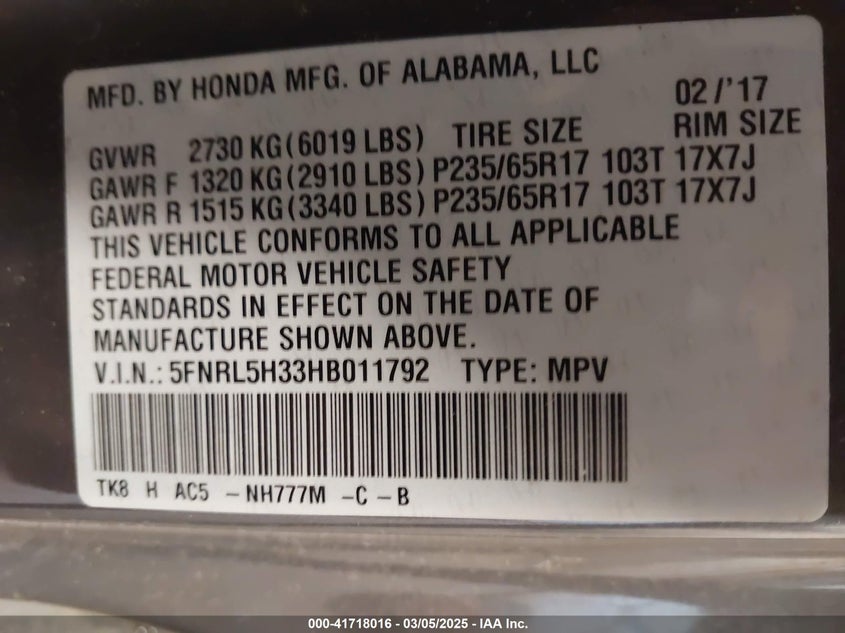 MFD. BY HONDA MFG. OF ALABAMA, LLC
02/'17
GVWR 2730 KG(6019 LBS) TIRE SIZE RIM SIZE
GAWR F 1320 KG(2910 LBS) P235/65R17 103T 17X7J
GAWR R 1515 KG(3340 LBS) P235/65R17 103T 17X7J
THIS VEHICLE CONFORMS TO ALL APPLICABLE
FEDERAL MOTOR VEHICLE SAFETY
STANDARDS IN EFFECT ON THE DATE OF
MANUFACTURE SHOWN ABOVE.
V.I.N.: 5FNRL5H33HB011792 TYPE: MPV
TK8 H AC5 -NH777M -C -B
000-41718016 - 03/05/2025 - IAA Inc.